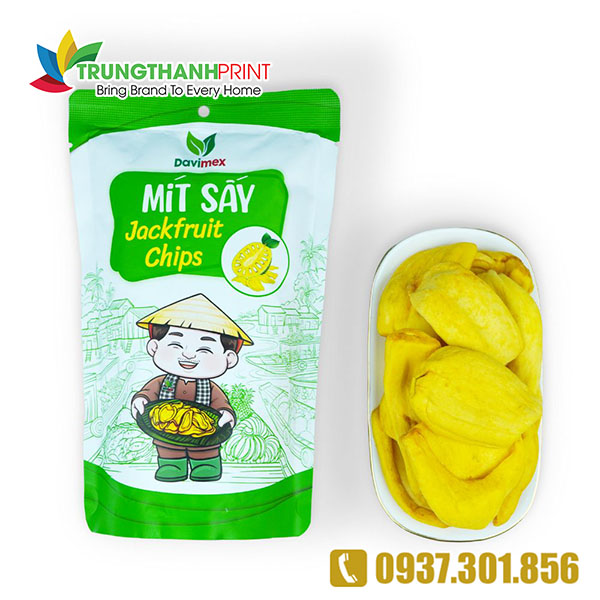 TRUNGTHANHPRINT
Bring Brand To Every Home
Davimex
MÍT SẤY
Jackfruit
Chips
0937.301.856